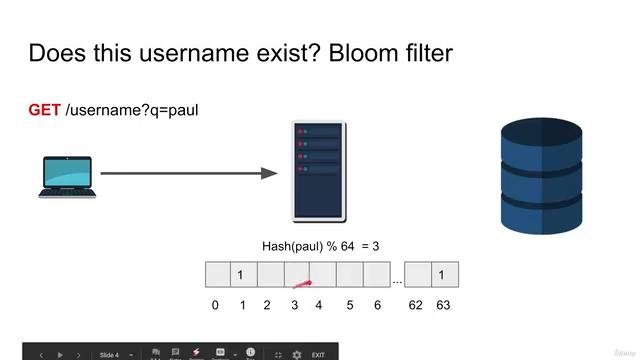 Does this username exist? Bloom filter
GET /username?q=paul
Hash(paul) % 64 = 3
1 ... 1
0 1 2 3 4 5 6 62 63
Slide 4
EXIT
Udemy